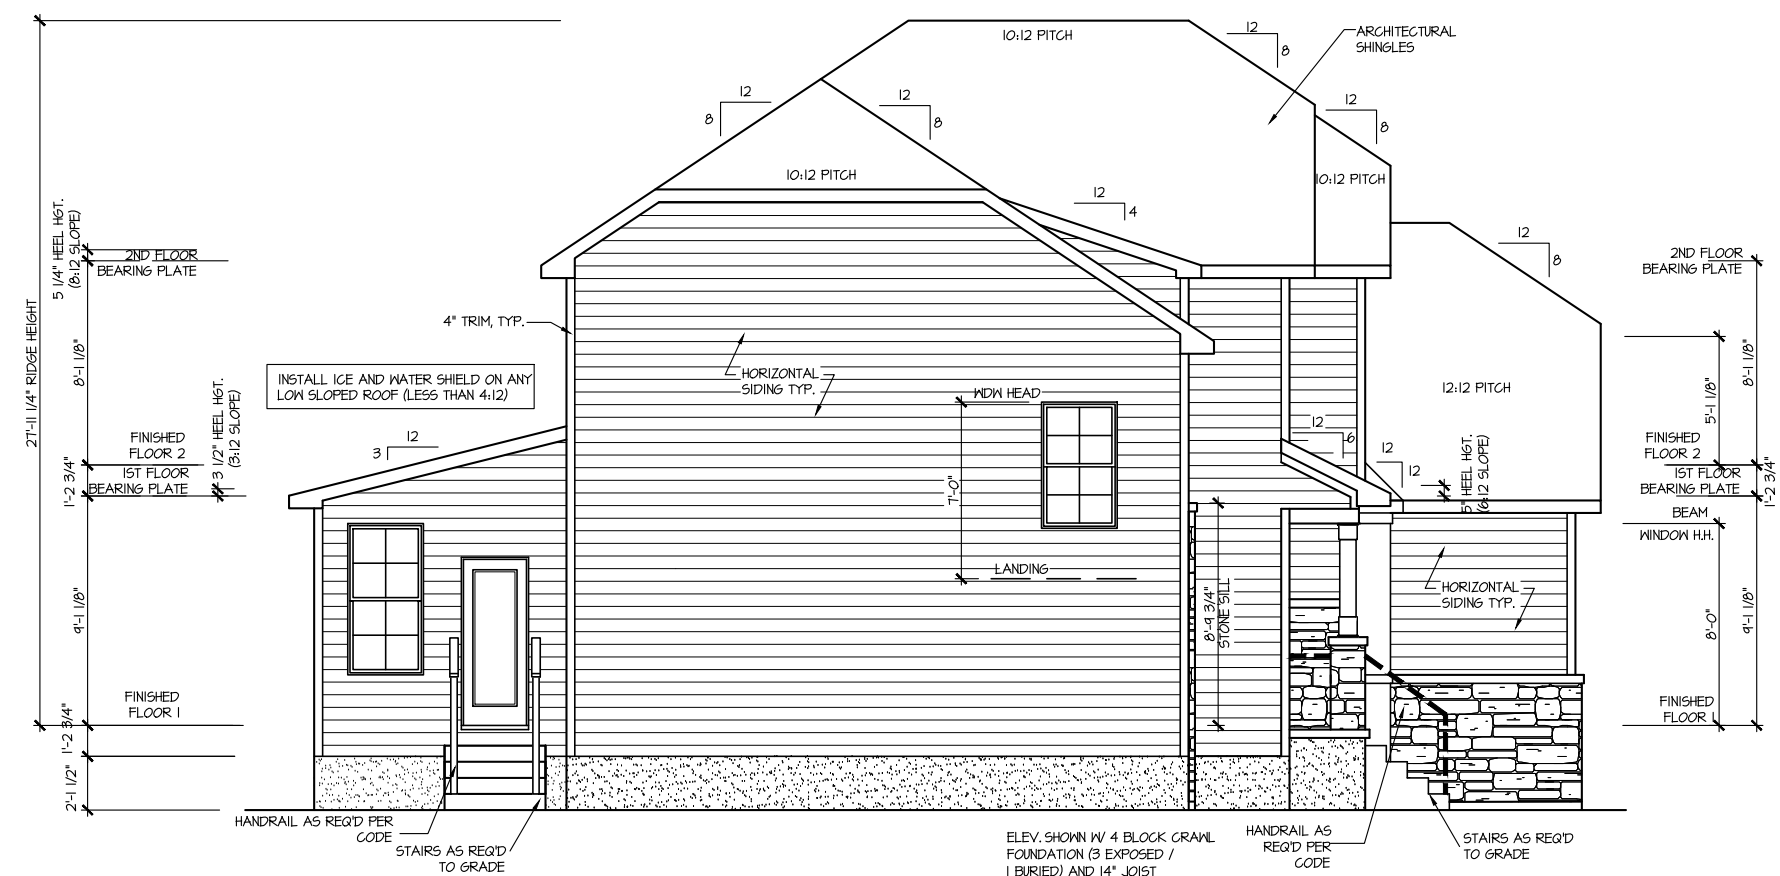 10:12 PITCH
12
8
ARCHITECTURAL
SHINGLES
12
8
12
8
12
8
10:12 PITCH
10:12 PITCH
12
4
12
8
5 1/4" HEEL HGT.
(8:12 SLOPE)
2ND FLOOR
BEARING PLATE
2ND FLOOR
BEARING PLATE
27'-11 1/4" RIDGE HEIGHT
8'-1 1/8"
4" TRIM, TYP.
INSTALL ICE AND WATER SHIELD ON ANY
LOW SLOPED ROOF (LESS THAN 4:12)
HORIZONTAL
SIDING TYP.
WDW HEAD
12:12 PITCH
5'-1 1/8"
8'-1 1/8"
3 1/2" HEEL HGT.
(3:12 SLOPE)
12
3
12
6
12
12
5" HEEL HGT.
(6:12 SLOPE)
FINISHED
FLOOR 2
1ST FLOOR
BEARING PLATE
1'-2 3/4"
FINISHED
FLOOR 2
1ST FLOOR
BEARING PLATE
1'-2 3/4"
7'-0"
BEAM
WINDOW H.H.
LANDING
8'-9 3/4"
STONE SILL
HORIZONTAL
SIDING TYP.
9'-1 1/8"
8'-0"
9'-1 1/8"
FINISHED
FLOOR 1
FINISHED
FLOOR 1
1'-2 3/4"
2'-1 1/2"
HANDRAIL AS REQ'D PER
CODE
STAIRS AS REQ'D
TO GRADE
ELEV. SHOWN W/ 4 BLOCK CRAWL
FOUNDATION (3 EXPOSED /
1 BURIED) AND 14" JOIST
HANDRAIL AS
REQ'D PER
CODE
STAIRS AS REQ'D
TO GRADE